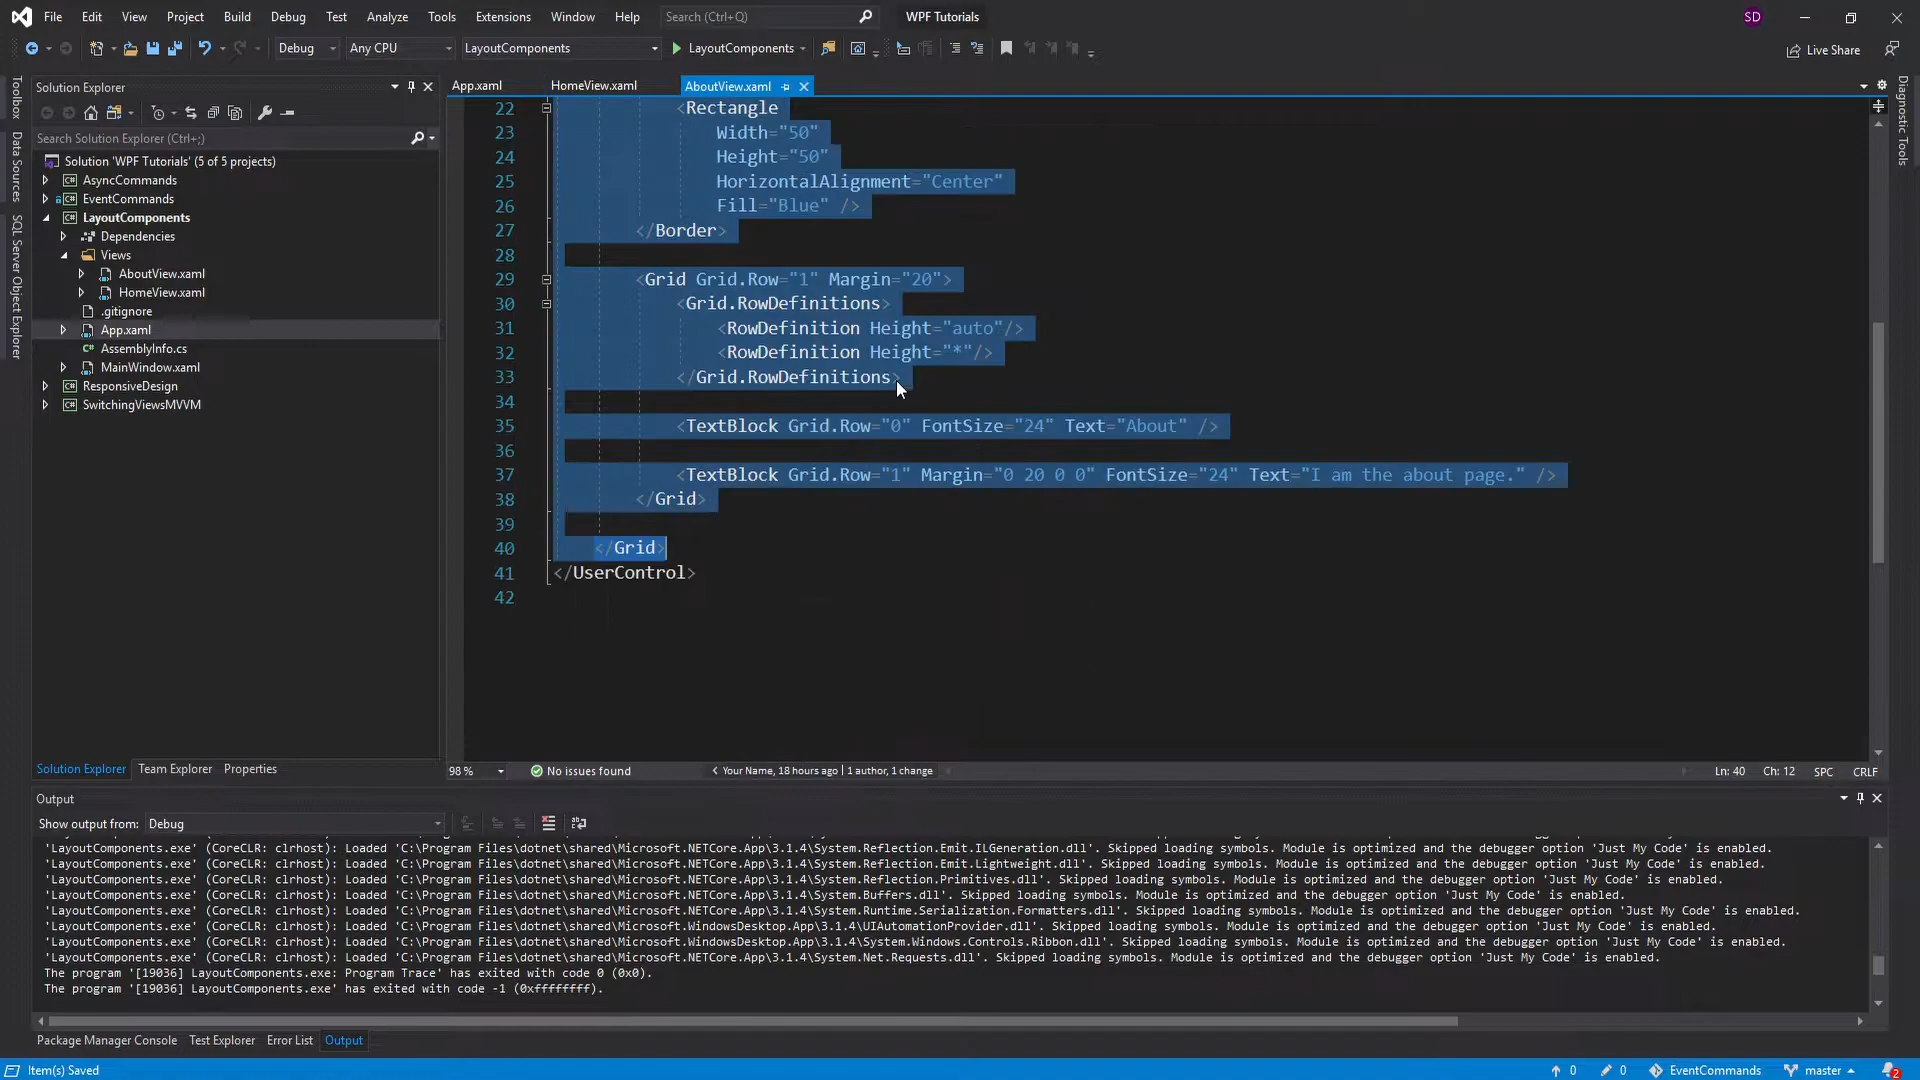 File Edit View Project Build Debug Test Analyze Tools Extensions Window Help Search (Ctrl+Q) WPF Tutorials SD
Debug Any CPU LayoutComponents LayoutComponents Live Share
Toolbox
Data Sources
SQL Server Object Explorer
Solution Explorer
Search Solution Explorer (Ctrl+;)
Solution 'WPF Tutorials' (5 of 5 projects)
AsyncCommands
EventCommands
LayoutComponents
Dependencies
Views
AboutView.xaml
HomeView.xaml
.gitignore
App.xaml
AssemblyInfo.cs
MainWindow.xaml
ResponsiveDesign
SwitchingViewsMVVM
Solution Explorer Team Explorer Properties
App.xaml HomeView.xaml AboutView.xaml
22 <Rectangle
23 Width="50"
24 Height="50"
25 HorizontalAlignment="Center"
26 Fill="Blue" />
27 </Border>
28
29 <Grid Grid.Row="1" Margin="20">
30 <Grid.RowDefinitions>
31 <RowDefinition Height="auto"/>
32 <RowDefinition Height="*"/>
33 </Grid.RowDefinitions>
34
35 <TextBlock Grid.Row="0" FontSize="24" Text="About" />
36
37 <TextBlock Grid.Row="1" Margin="0 20 0 0" FontSize="24" Text="I am the about page." />
38 </Grid>
39
40 </Grid>
41 </UserControl>
42
98 % No issues found Your Name, 18 hours ago | 1 author, 1 change Ln: 40 Ch: 12 SPC CRLF
Diagnostic Tools
Output
Show output from: Debug
'LayoutComponents.exe' (CoreCLR: clrhost): Loaded 'C:\Program Files\dotnet\shared\Microsoft.NETCore.App\3.1.4\System.Reflection.Emit.ILGeneration.dll'. Skipped loading symbols. Module is optimized and the debugger option 'Just My Code' is enabled.
'LayoutComponents.exe' (CoreCLR: clrhost): Loaded 'C:\Program Files\dotnet\shared\Microsoft.NETCore.App\3.1.4\System.Reflection.Emit.Lightweight.dll'. Skipped loading symbols. Module is optimized and the debugger option 'Just My Code' is enabled.
'LayoutComponents.exe' (CoreCLR: clrhost): Loaded 'C:\Program Files\dotnet\shared\Microsoft.NETCore.App\3.1.4\System.Reflection.Primitives.dll'. Skipped loading symbols. Module is optimized and the debugger option 'Just My Code' is enabled.
'LayoutComponents.exe' (CoreCLR: clrhost): Loaded 'C:\Program Files\dotnet\shared\Microsoft.NETCore.App\3.1.4\System.Buffers.dll'. Skipped loading symbols. Module is optimized and the debugger option 'Just My Code' is enabled.
'LayoutComponents.exe' (CoreCLR: clrhost): Loaded 'C:\Program Files\dotnet\shared\Microsoft.NETCore.App\3.1.4\System.Runtime.Serialization.Formatters.dll'. Skipped loading symbols. Module is optimized and the debugger option 'Just My Code' is enabled.
'LayoutComponents.exe' (CoreCLR: clrhost): Loaded 'C:\Program Files\dotnet\shared\Microsoft.WindowsDesktop.App\3.1.4\UIAutomationProvider.dll'. Skipped loading symbols. Module is optimized and the debugger option 'Just My Code' is enabled.
'LayoutComponents.exe' (CoreCLR: clrhost): Loaded 'C:\Program Files\dotnet\shared\Microsoft.WindowsDesktop.App\3.1.4\System.Windows.Controls.Ribbon.dll'. Skipped loading symbols. Module is optimized and the debugger option 'Just My Code' is enabled.
'LayoutComponents.exe' (CoreCLR: clrhost): Loaded 'C:\Program Files\dotnet\shared\Microsoft.NETCore.App\3.1.4\System.Net.Requests.dll'. Skipped loading symbols. Module is optimized and the debugger option 'Just My Code' is enabled.
The program '[19036] LayoutComponents.exe: Program Trace' has exited with code 0 (0x0).
The program '[19036] LayoutComponents.exe' has exited with code -1 (0xffffffff).
Package Manager Console Test Explorer Error List Output
Item(s) Saved 0 0 EventCommands master 2